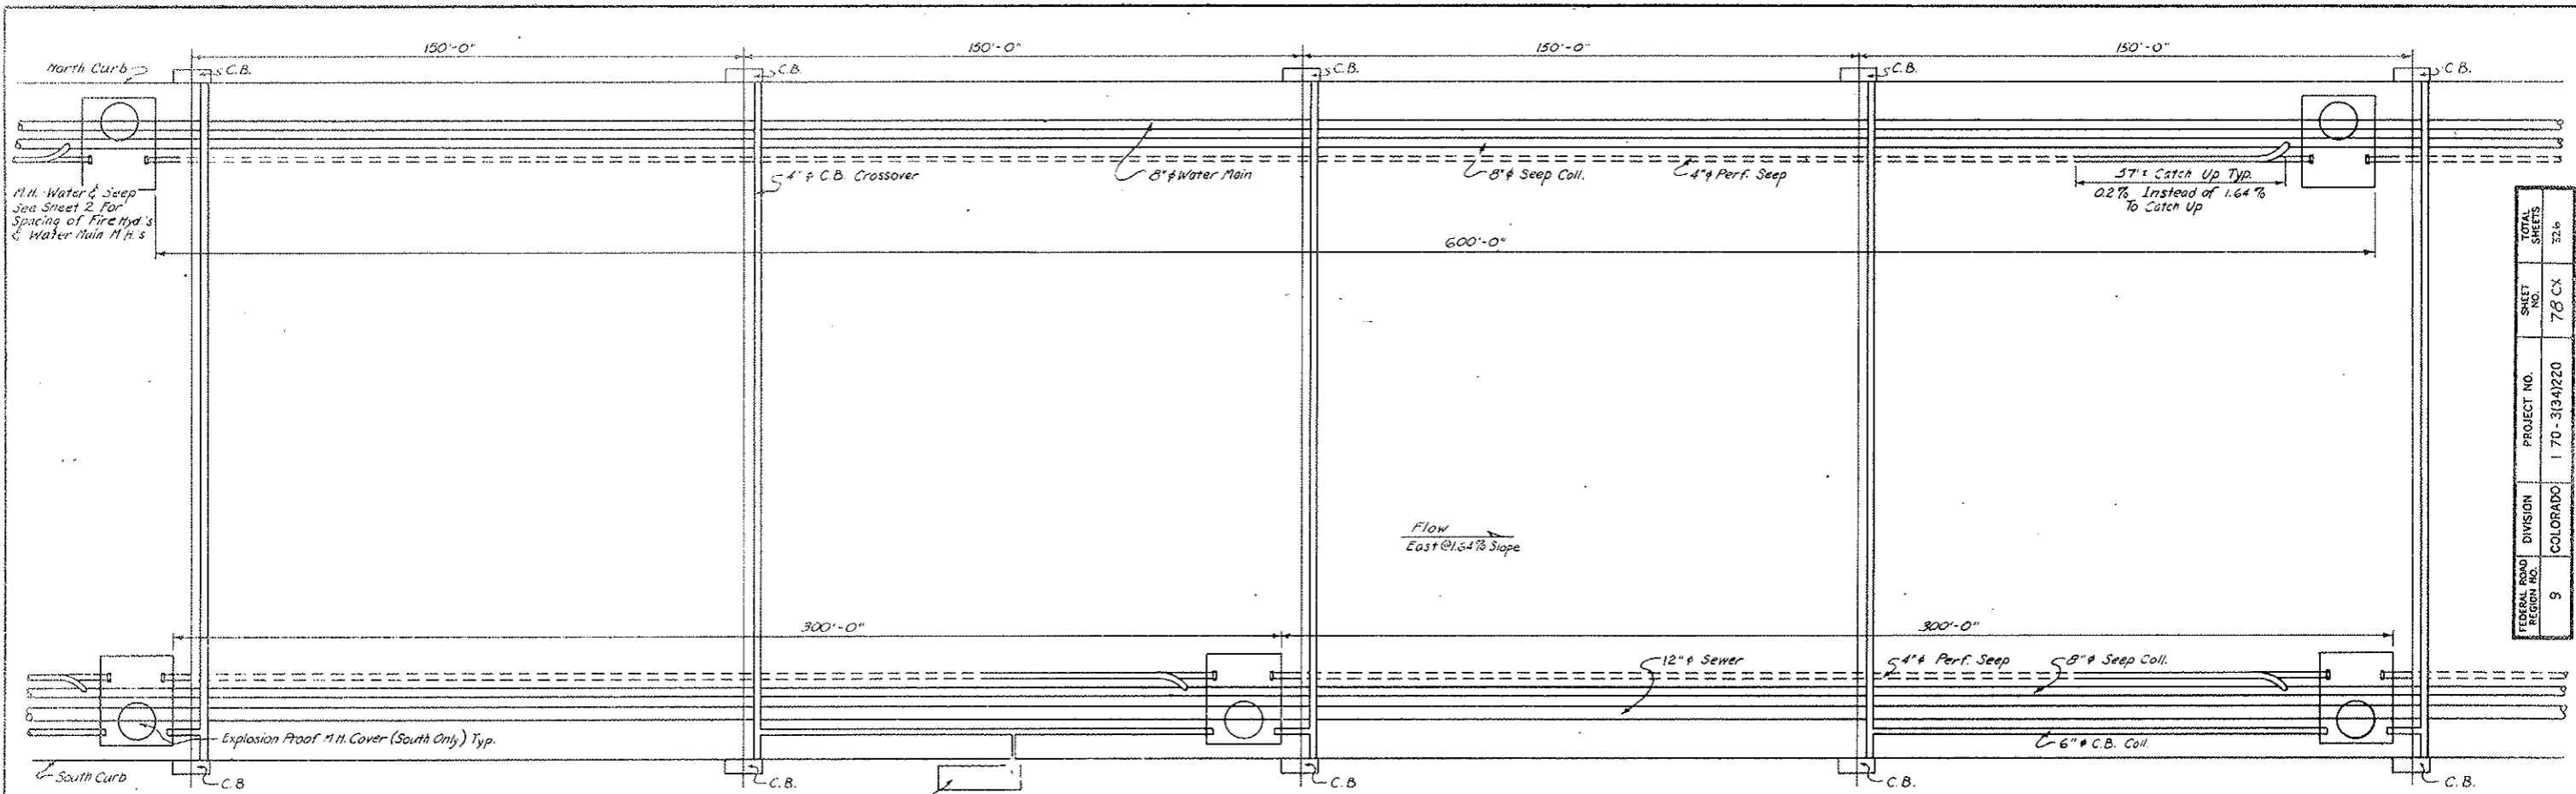 150'-0"
150'-0"
150'-0"
150'-0"
North Curb
C.B.
C.B.
C.B.
C.B.
C.B.
M.H. Water & Seep
See Sheet 2 For
Spacing of Fire Hyd.'s
& Water Main M.H.'s
4"ϕ C.B. Crossover
8"ϕ Water Main
8"ϕ Seep Coll.
4"ϕ Perf. Seep
57'± Catch Up Typ.
0.2% Instead of 1.64%
To Catch Up
600'-0"
Flow
East @ 1.64% Slope
300'-0"
300'-0"
12"ϕ Sewer
4"ϕ Perf. Seep
8"ϕ Seep Coll.
Explosion Proof M.H. Cover (South Only) Typ.
6"ϕ C.B. Coll.
South Curb
C.B
C.B.
C.B
C.B.
C.B.
FEDERAL ROAD REGION NO.
DIVISION
PROJECT NO.
SHEET NO.
TOTAL SHEETS
9
COLORADO
I 70-3(34)220
78 CX
326